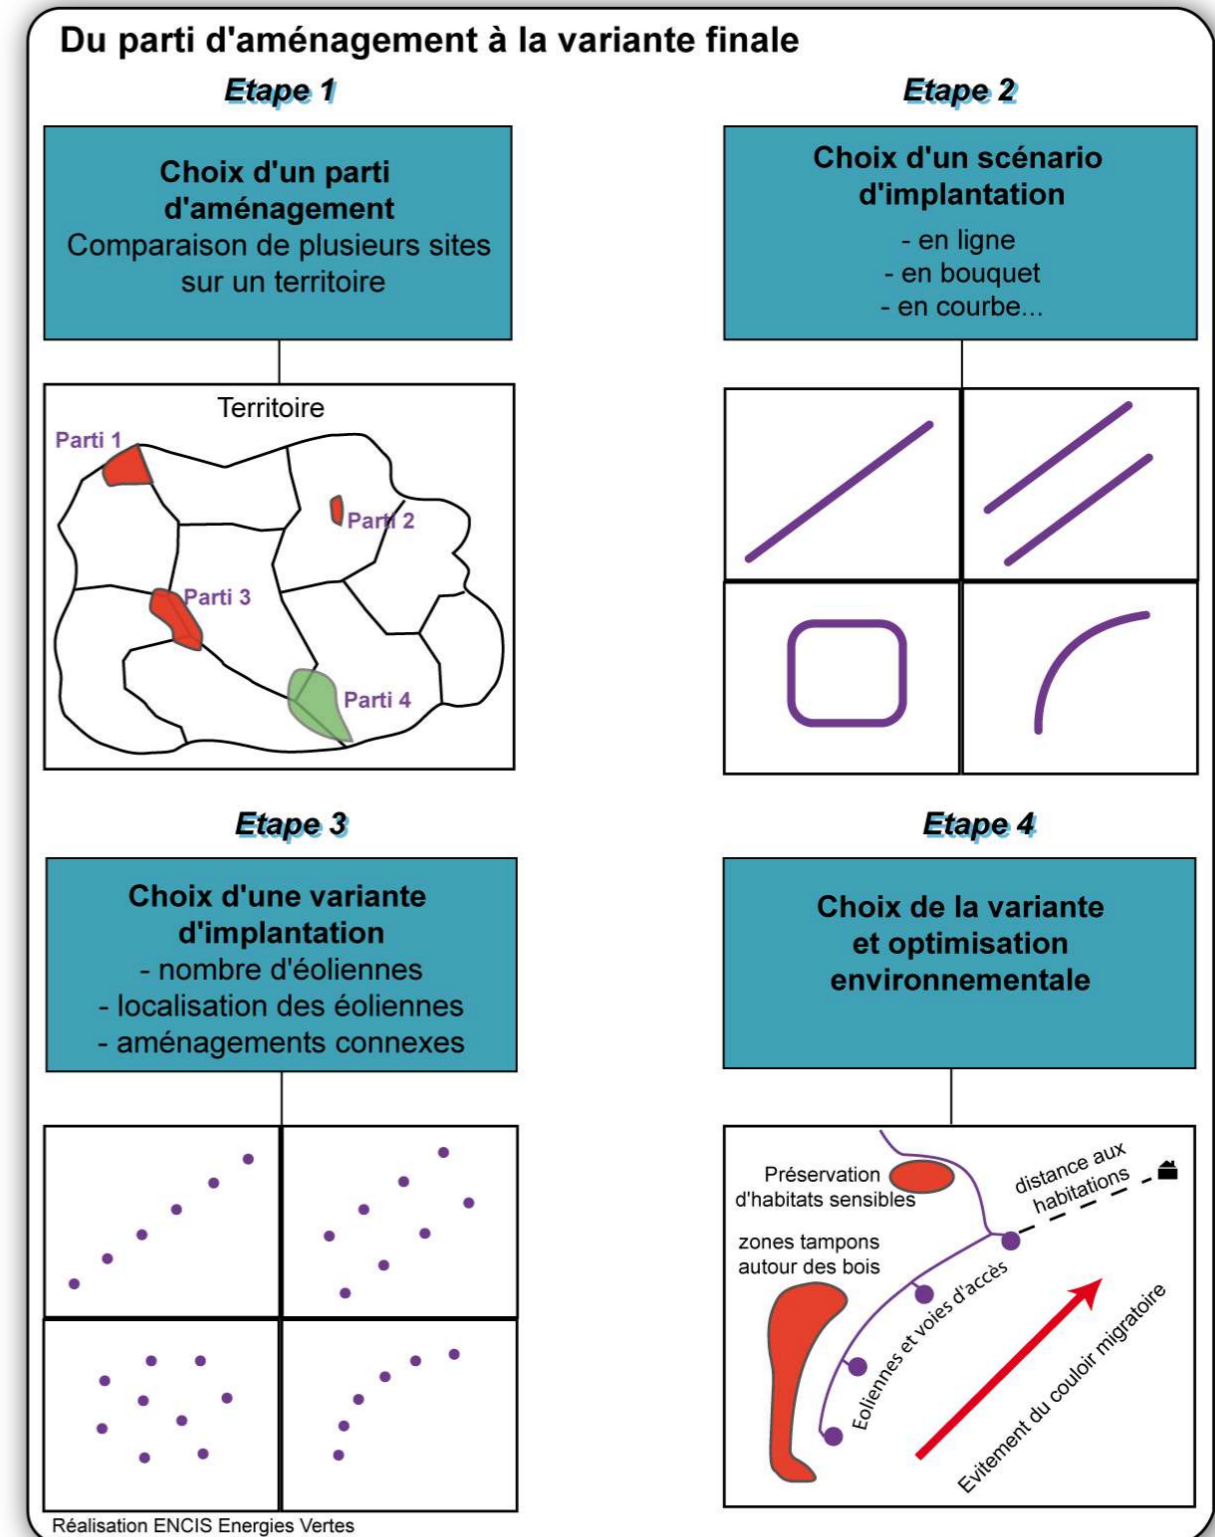 Du parti d'aménagement à la variante finale
Etape 1
Choix d'un parti
d'aménagement
Comparaison de plusieurs sites
sur un territoire
Territoire
Parti 1
Parti 2
Parti 3
Parti 4
Etape 2
Choix d'un scénario
d'implantation
- en ligne
- en bouquet
- en courbe...
Etape 3
Choix d'une variante
d'implantation
- nombre d'éoliennes
- localisation des éoliennes
- aménagements connexes
Etape 4
Choix de la variante
et optimisation
environnementale
Préservation
d'habitats sensibles
distance aux
habitations
zones tampons
autour des bois
Eoliennes et voies d'accès
Evitement du couloir migratoire
Réalisation ENCIS Energies Vertes